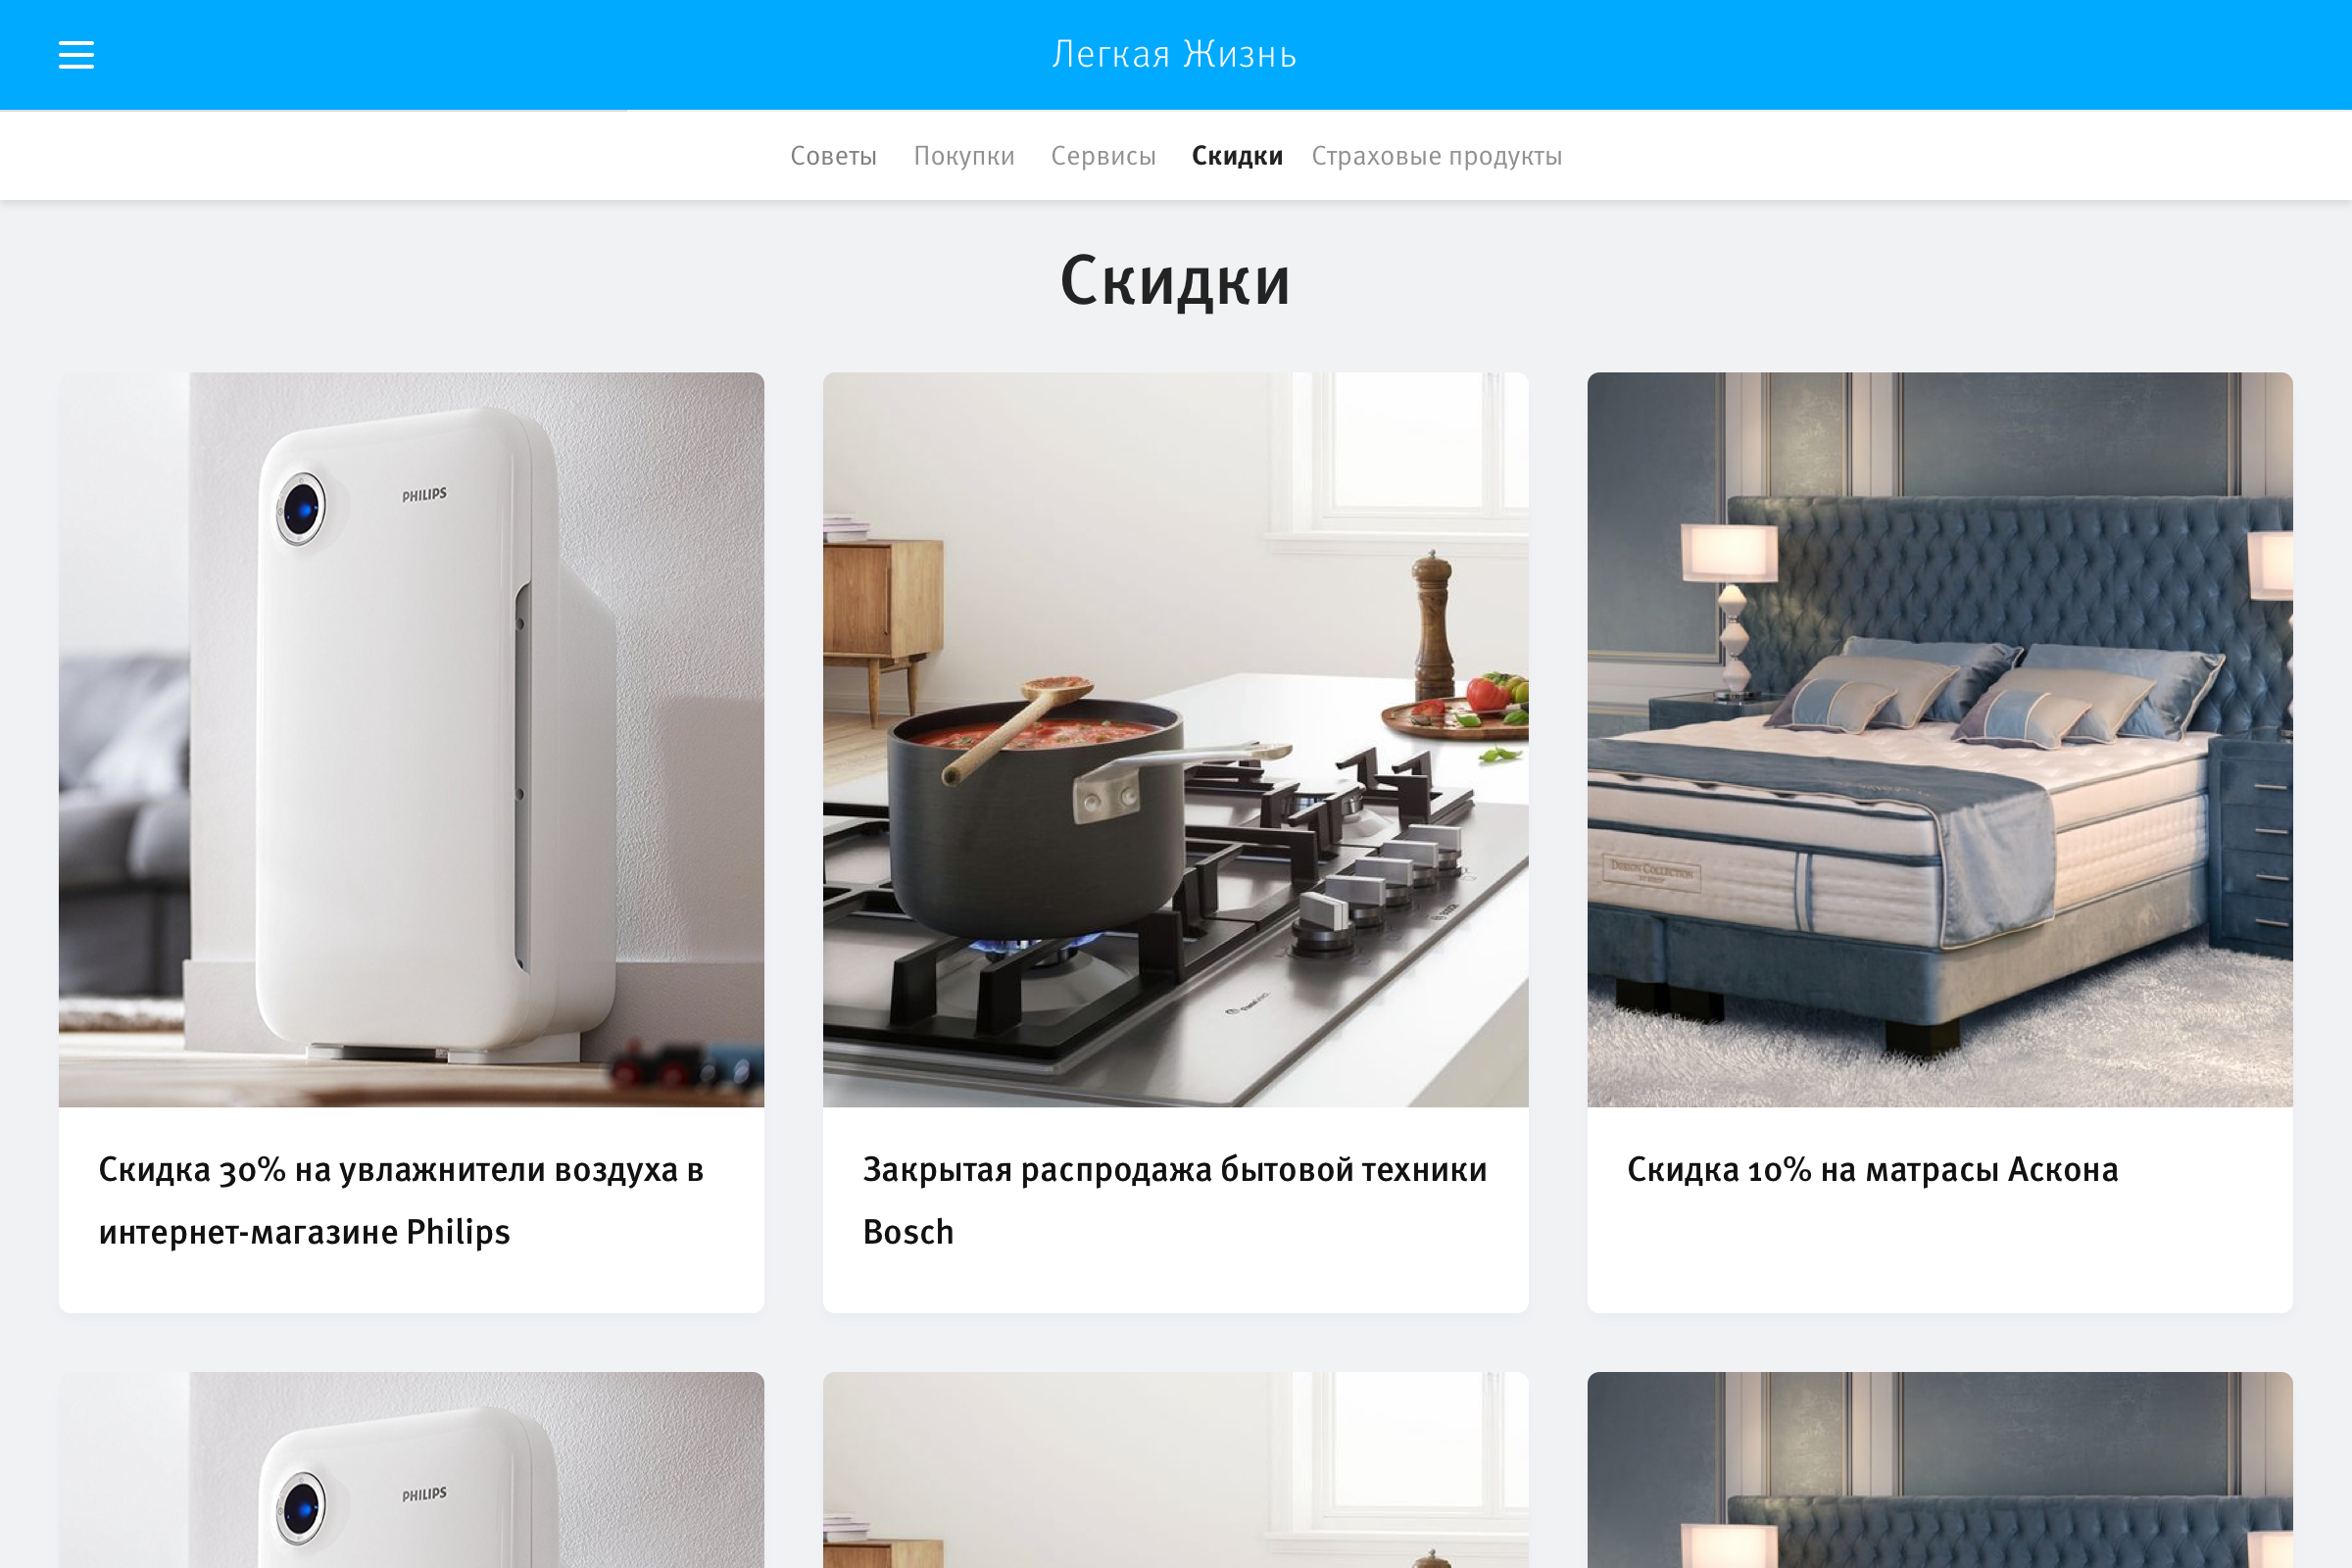 Легкая Жизнь
Советы Покупки Сервисы Скидки Страховые продукты
Скидки
PHILIPS
DESIGN COLLECTION
Скидка 30% на увлажнители воздуха в
интернет-магазине Philips
Закрытая распродажа бытовой техники
Bosch
Скидка 10% на матрасы Аскона
PHILIPS